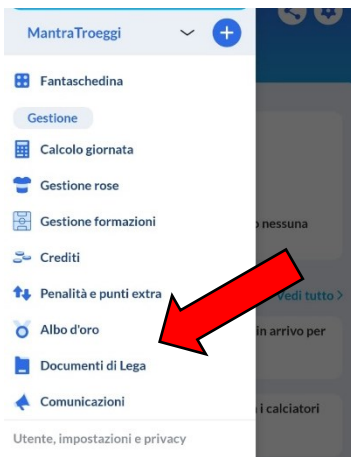 MantraTroeggi
Fantaschedina
Gestione
Calcolo giornata
Gestione rose
Gestione formazioni
nessuna
Crediti
Penalità e punti extra
Vedi tutto >
Albo d'oro
in arrivo per
Documenti di Lega
Comunicazioni
i calciatori
Utente, impostazioni e privacy